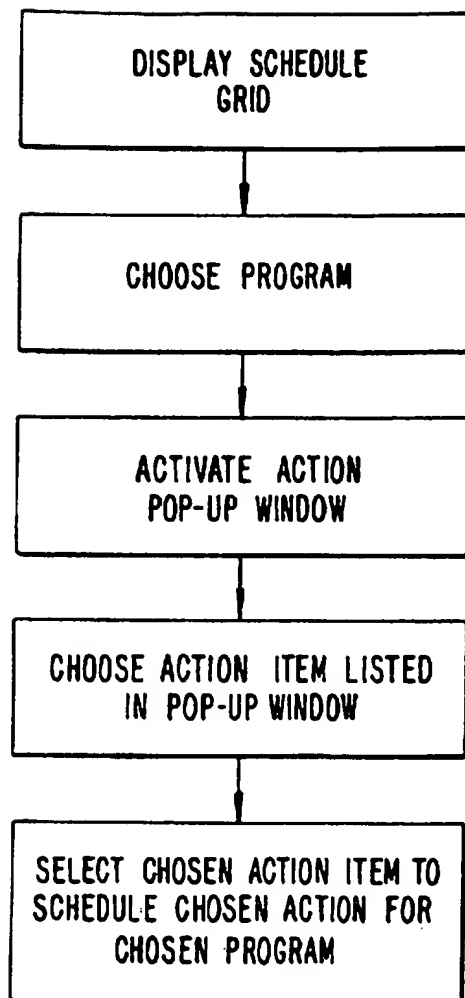 DISPLAY SCHEDULE
GRID
CHOOSE PROGRAM
ACTIVATE ACTION
POP-UP WINDOW
CHOOSE ACTION ITEM LISTED
IN POP-UP WINDOW
SELECT CHOSEN ACTION ITEM TO
SCHEDULE CHOSEN ACTION FOR
CHOSEN PROGRAM